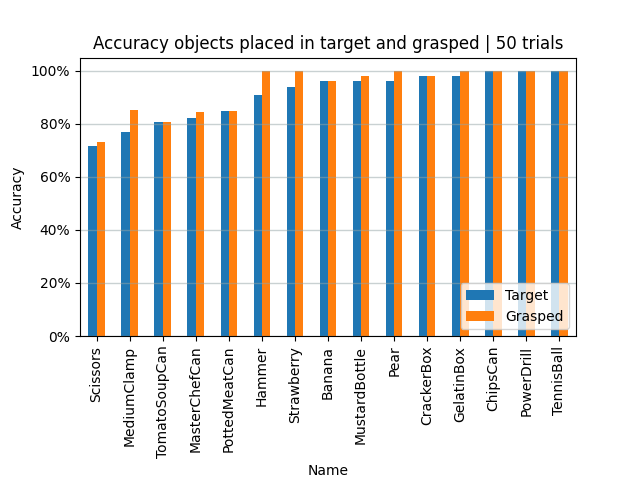 Accuracy objects placed in target and grasped | 50 trials
Accuracy
100%
80%
60%
40%
20%
0%
Target
Grasped
Scissors
MediumClamp
TomatoSoupCan
MasterChefCan
PottedMeatCan
Hammer
Strawberry
Banana
MustardBottle
Pear
CrackerBox
GelatinBox
ChipsCan
PowerDrill
TennisBall
Name